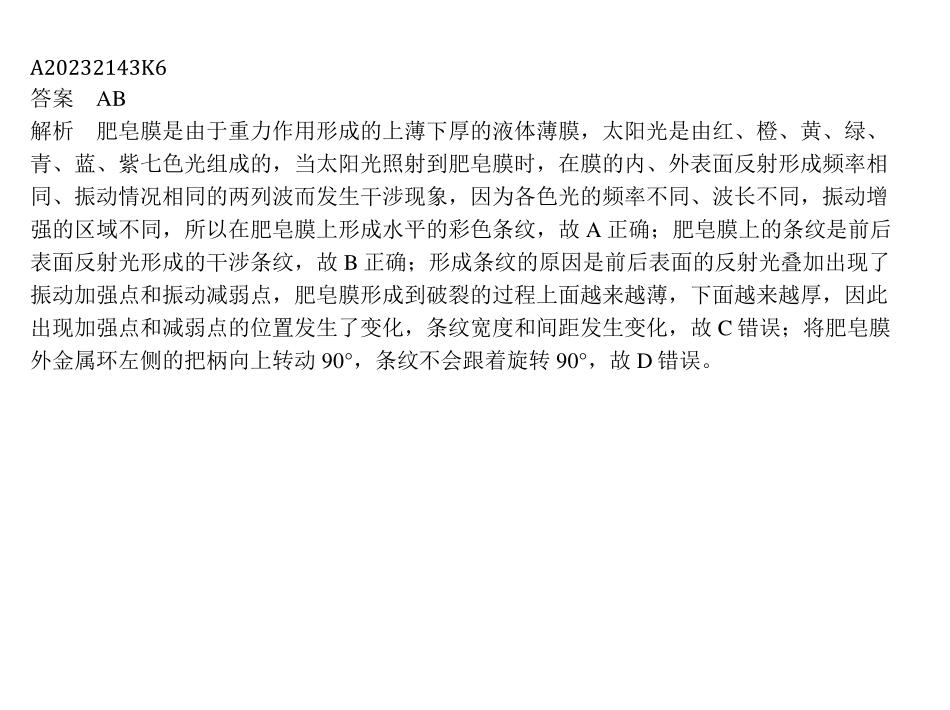 A20232143K6
答案 AB
解析 肥皂膜是由于重力作用形成的上薄下厚的液体薄膜，太阳光是由红、橙、黄、绿、
青、蓝、紫七色光组成的，当太阳光照射到肥皂膜时，在膜的内、外表面反射形成频率相
同、振动情况相同的两列波而发生干涉现象，因为各色光的频率不同、波长不同，振动增
强的区域不同，所以在肥皂膜上形成水平的彩色条纹，故 A 正确；肥皂膜上的条纹是前后
表面反射光形成的干涉条纹，故 B 正确；形成条纹的原因是前后表面的反射光叠加出现了
振动加强点和振动减弱点，肥皂膜形成到破裂的过程上面越来越薄，下面越来越厚，因此
出现加强点和减弱点的位置发生了变化，条纹宽度和间距发生变化，故 C 错误；将肥皂膜
外金属环左侧的把柄向上转动 90°，条纹不会跟着旋转 90°，故 D 错误。